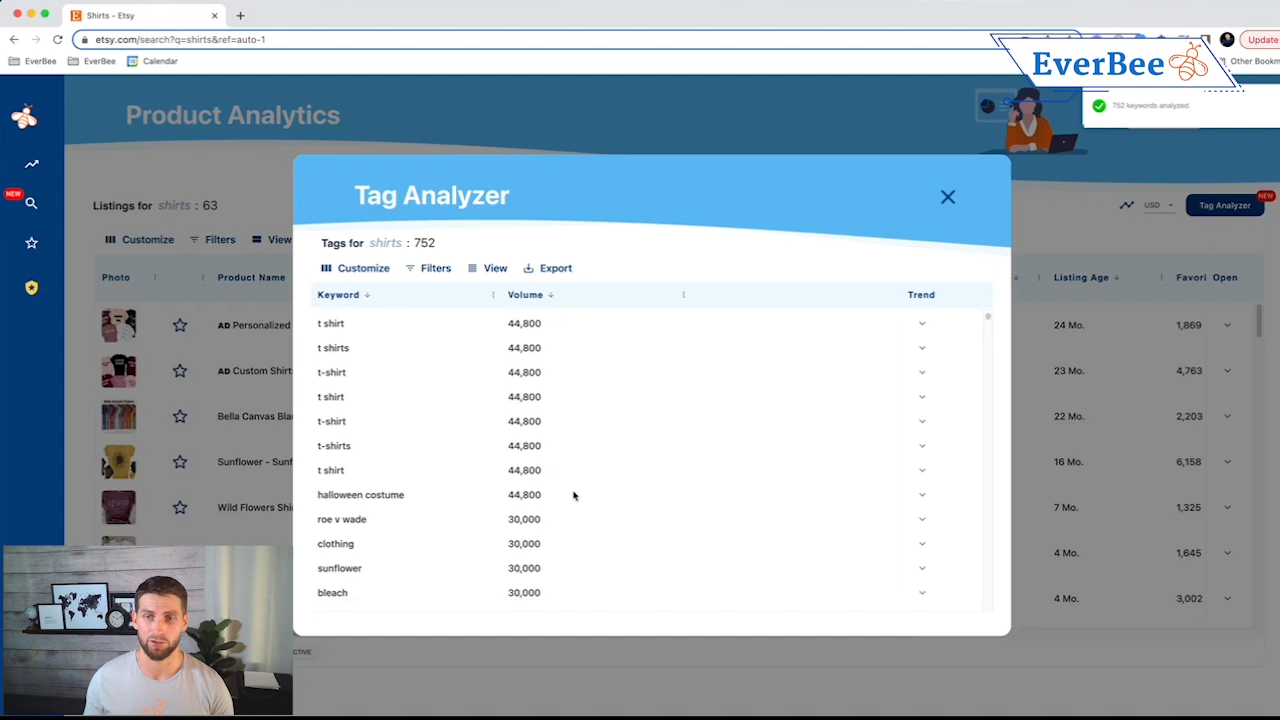 Shirts - Etsy
etsy.com/search?q=shirts&ref=auto-1
Update
EverBee
EverBee
Calendar
Other Bookm
EverBee
Product Analytics
752 keywords analyzed.
NEW
Listings for shirts : 63
USD
Tag Analyzer
NEW
Customize
Filters
View
Photo
Product Name
Listing Age
Favori
Open
AD Personalized
24 Mo.
1,869
AD Custom Shirts
23 Mo.
4,763
Bella Canvas Bla
22 Mo.
2,203
Sunflower - Sunf
16 Mo.
6,158
Wild Flowers Shi
7 Mo.
1,325
4 Mo.
1,645
4 Mo.
3,002
CTIVE
Tag Analyzer
Tags for shirts : 752
Customize
Filters
View
Export
Keyword
Volume
Trend
t shirt
44,800
t shirts
44,800
t-shirt
44,800
t shirt
44,800
t-shirt
44,800
t-shirts
44,800
t shirt
44,800
halloween costume
44,800
roe v wade
30,000
clothing
30,000
sunflower
30,000
bleach
30,000